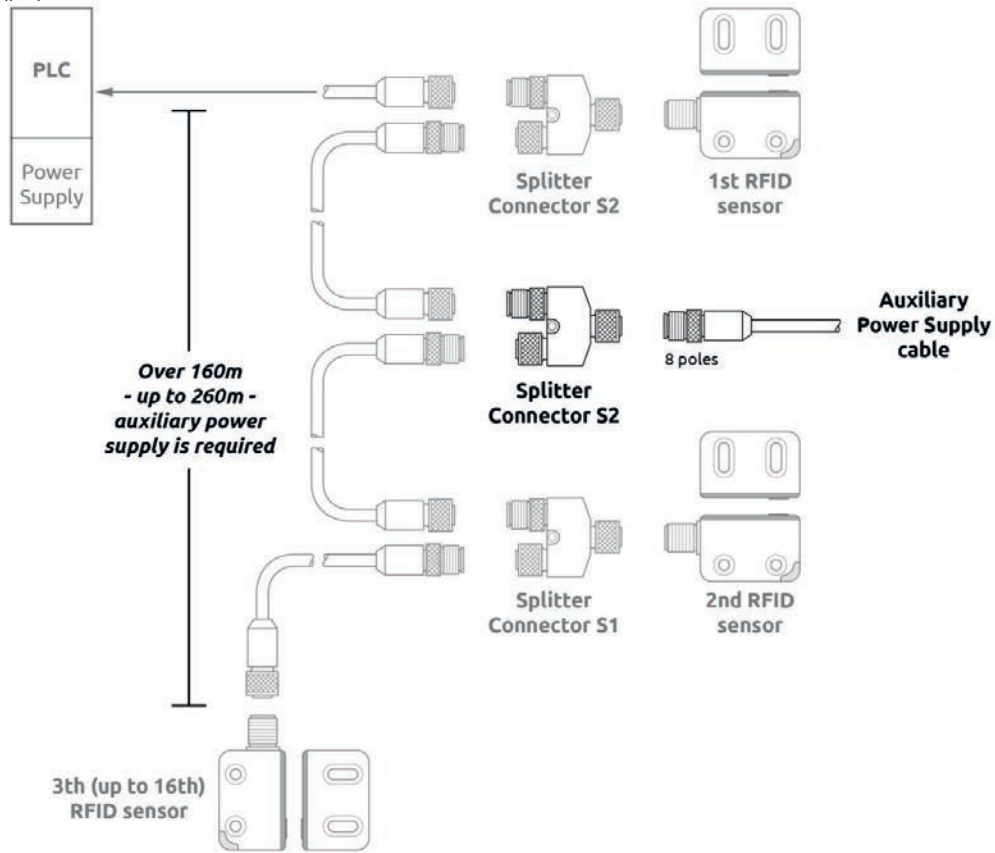 PLC
Power
Supply
Splitter
Connector S2
1st RFID
sensor
Auxiliary
Power Supply
cable
8 poles
Splitter
Connector S2
Over 160m
- up to 260m -
auxiliary power
supply is required
Splitter
Connector S1
2nd RFID
sensor
3th (up to 16th)
RFID sensor